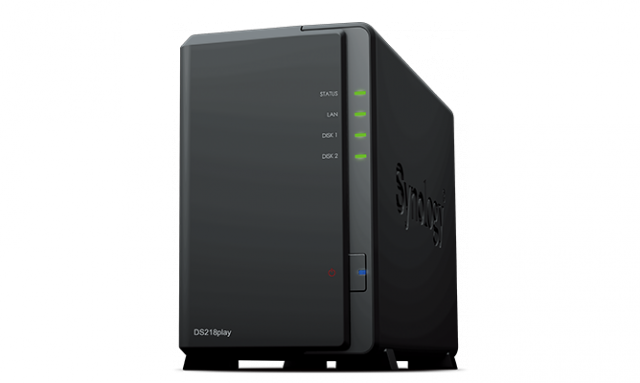 STATUS
LAN
DISK 1
DISK 2
Synology
DS218play